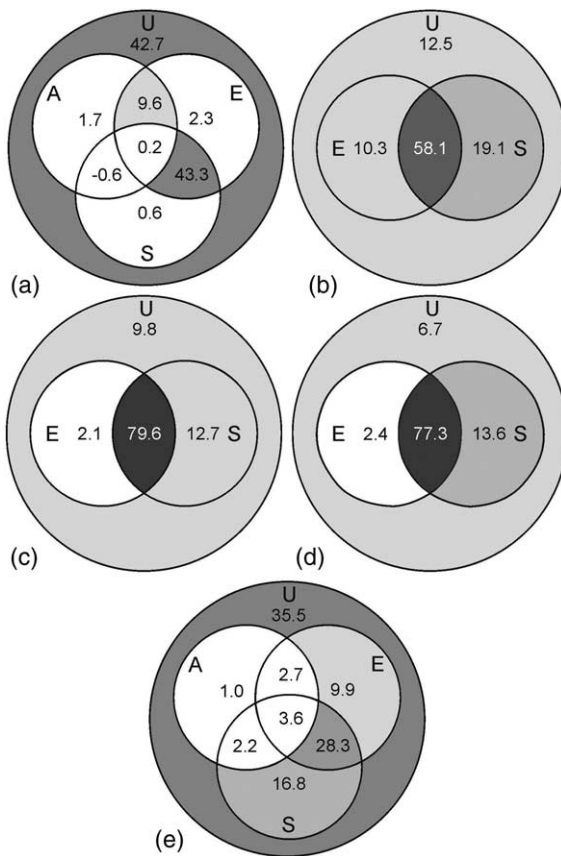 U
42.7
A
9.6
E
1.7
2.3
0.2
-0.6
43.3
0.6
S
(a)
U
12.5
E 10.3 58.1 19.1 S
(b)
U
9.8
E 2.1 79.6 12.7 S
(c)
U
6.7
E 2.4 77.3 13.6 S
(d)
U
35.5
A
2.7
E
1.0
9.9
3.6
2.2
28.3
16.8
S
(e)